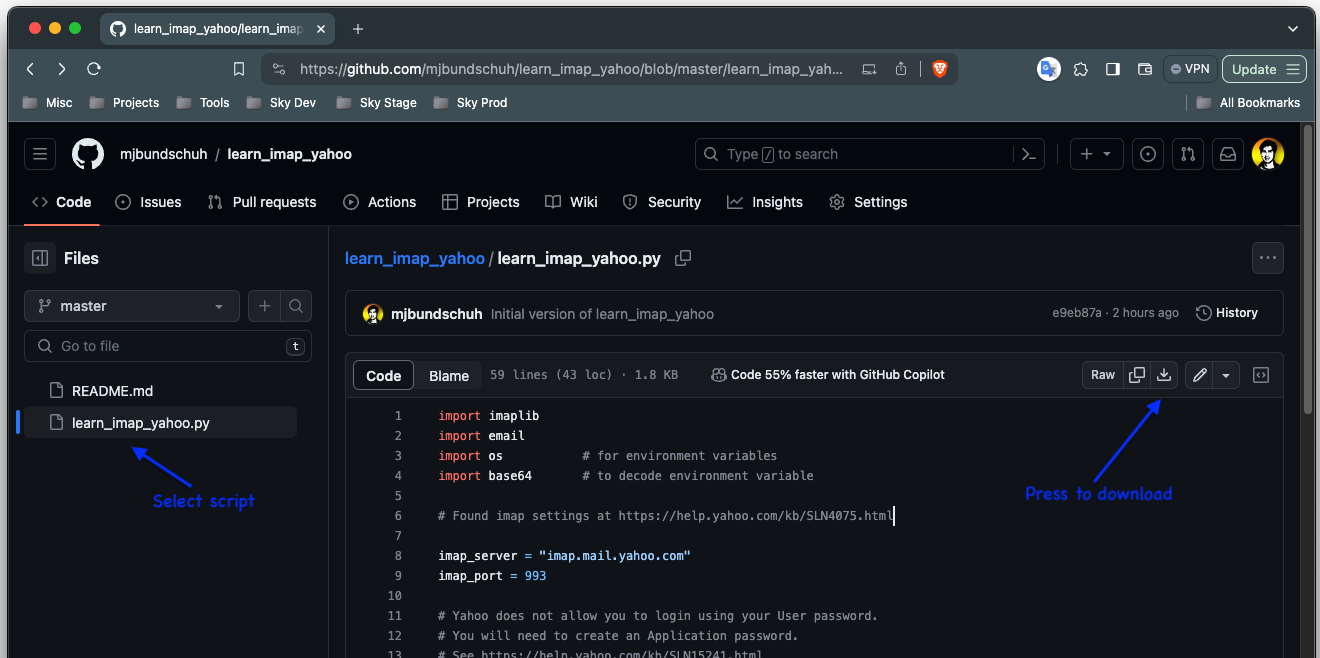 learn_imap_yahoo/learn_imap
https://github.com/mjbundschuh/learn_imap_yahoo/blob/master/learn_imap_yah...
VPN
Update
Misc
Projects
Tools
Sky Dev
Sky Stage
Sky Prod
All Bookmarks
mjbundschuh / learn_imap_yahoo
Type / to search
Code
Issues
Pull requests
Actions
Projects
Wiki
Security
Insights
Settings
Files
master
Go to file
t
README.md
learn_imap_yahoo.py
Select script
learn_imap_yahoo / learn_imap_yahoo.py
mjbundschuh Initial version of learn_imap_yahoo
e9eb87a · 2 hours ago
History
Code
Blame
59 lines (43 loc) · 1.8 KB
Code 55% faster with GitHub Copilot
Raw
Press to download
1 import imaplib
2 import email
3 import os # for environment variables
4 import base64 # to decode environment variable
5
6 # Found imap settings at https://help.yahoo.com/kb/SLN4075.html
7
8 imap_server = "imap.mail.yahoo.com"
9 imap_port = 993
10
11 # Yahoo does not allow you to login using your User password.
12 # You will need to create an Application password.
13 # See https://help.yahoo.com/kb/SLN15241.html